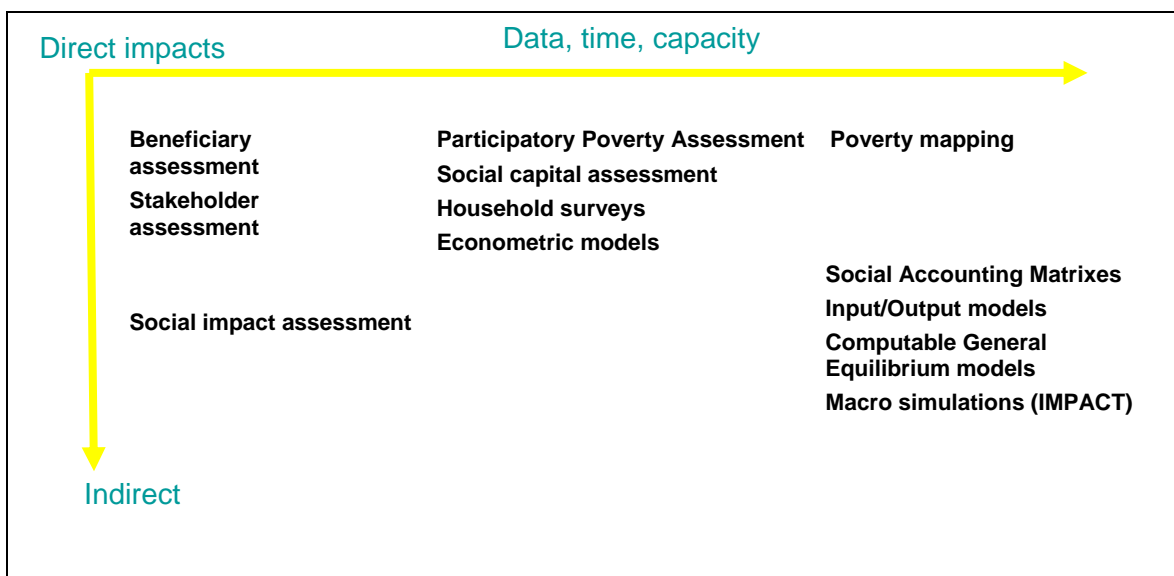 Direct impacts
Data, time, capacity
Beneficiary
assessment
Stakeholder
assessment
Social impact assessment
Participatory Poverty Assessment
Social capital assessment
Household surveys
Econometric models
Poverty mapping
Social Accounting Matrixes
Input/Output models
Computable General
Equilibrium models
Macro simulations (IMPACT)
Indirect